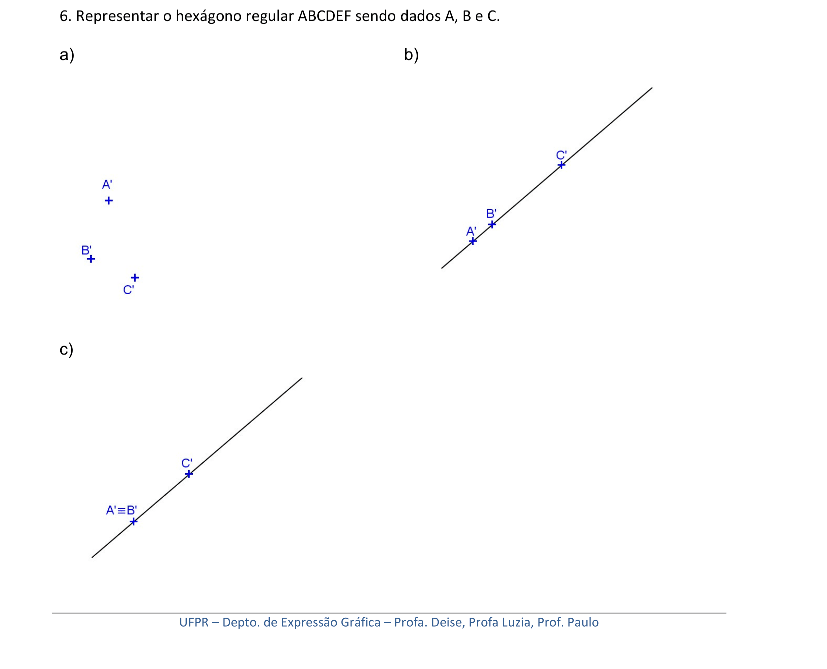 6. Representar o hexágono regular ABCDEF sendo dados A, B e C.
a)
b)
C'
A'
B'
A'
B'
C'
c)
C'
A'≡B'
UFPR – Depto. de Expressão Gráfica – Profa. Deise, Profa Luzia, Prof. Paulo